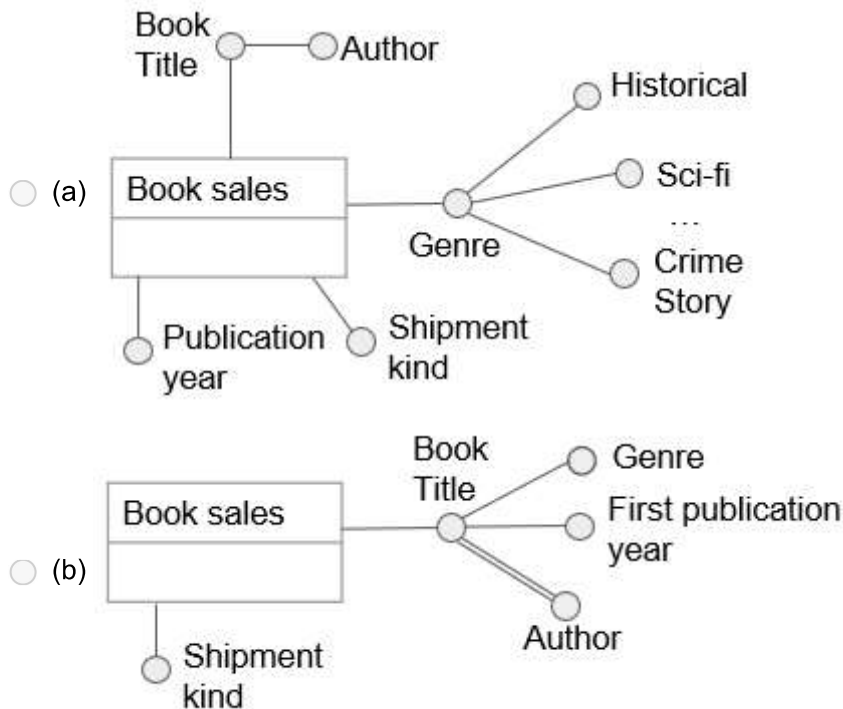 Book
Title
Author
Historical
(a)
Book sales
Sci-fi
...
Genre
Crime
Story
Publication
year
Shipment
kind
Book
Title
Genre
Book sales
First publication
year
(b)
Author
Shipment
kind